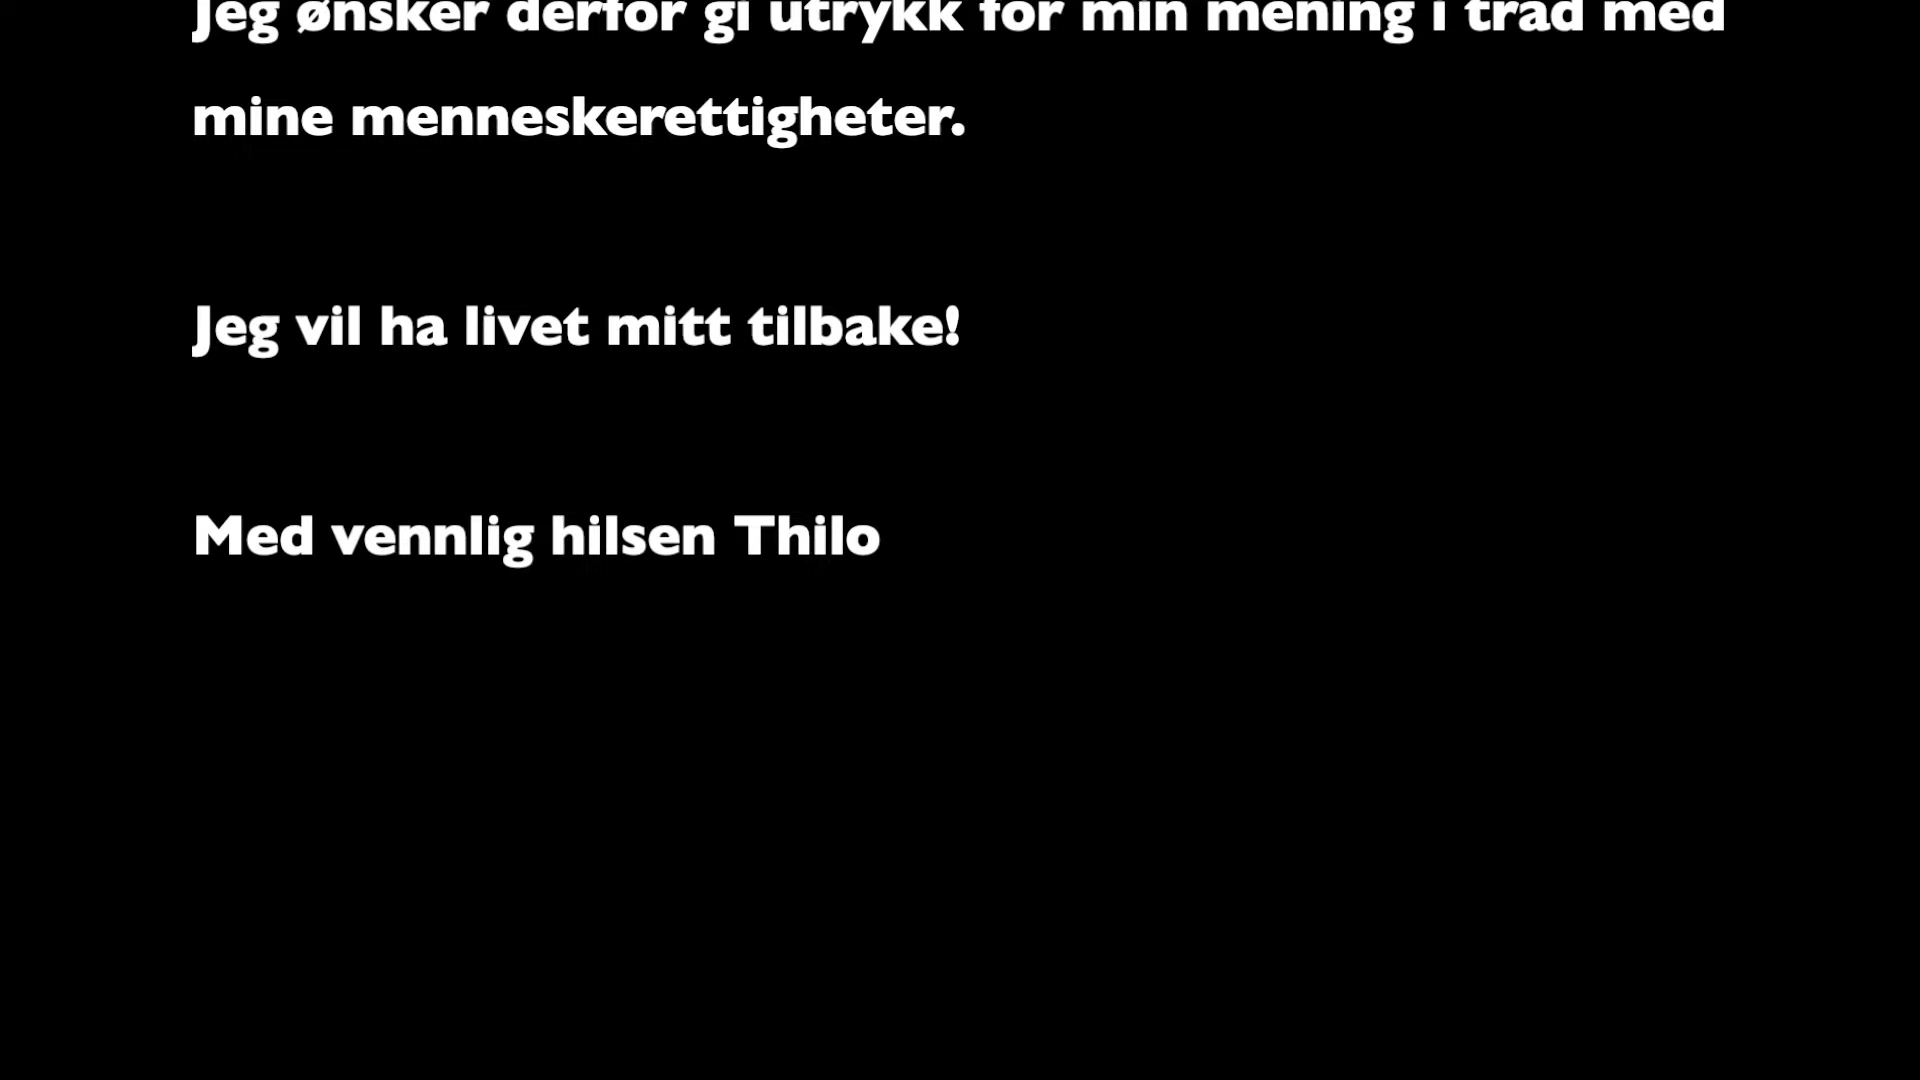 Jeg ønsker derfor gi utrykk for min mening i tråd med
mine menneskerettigheter.
Jeg vil ha livet mitt tilbake!
Med vennlig hilsen Thilo